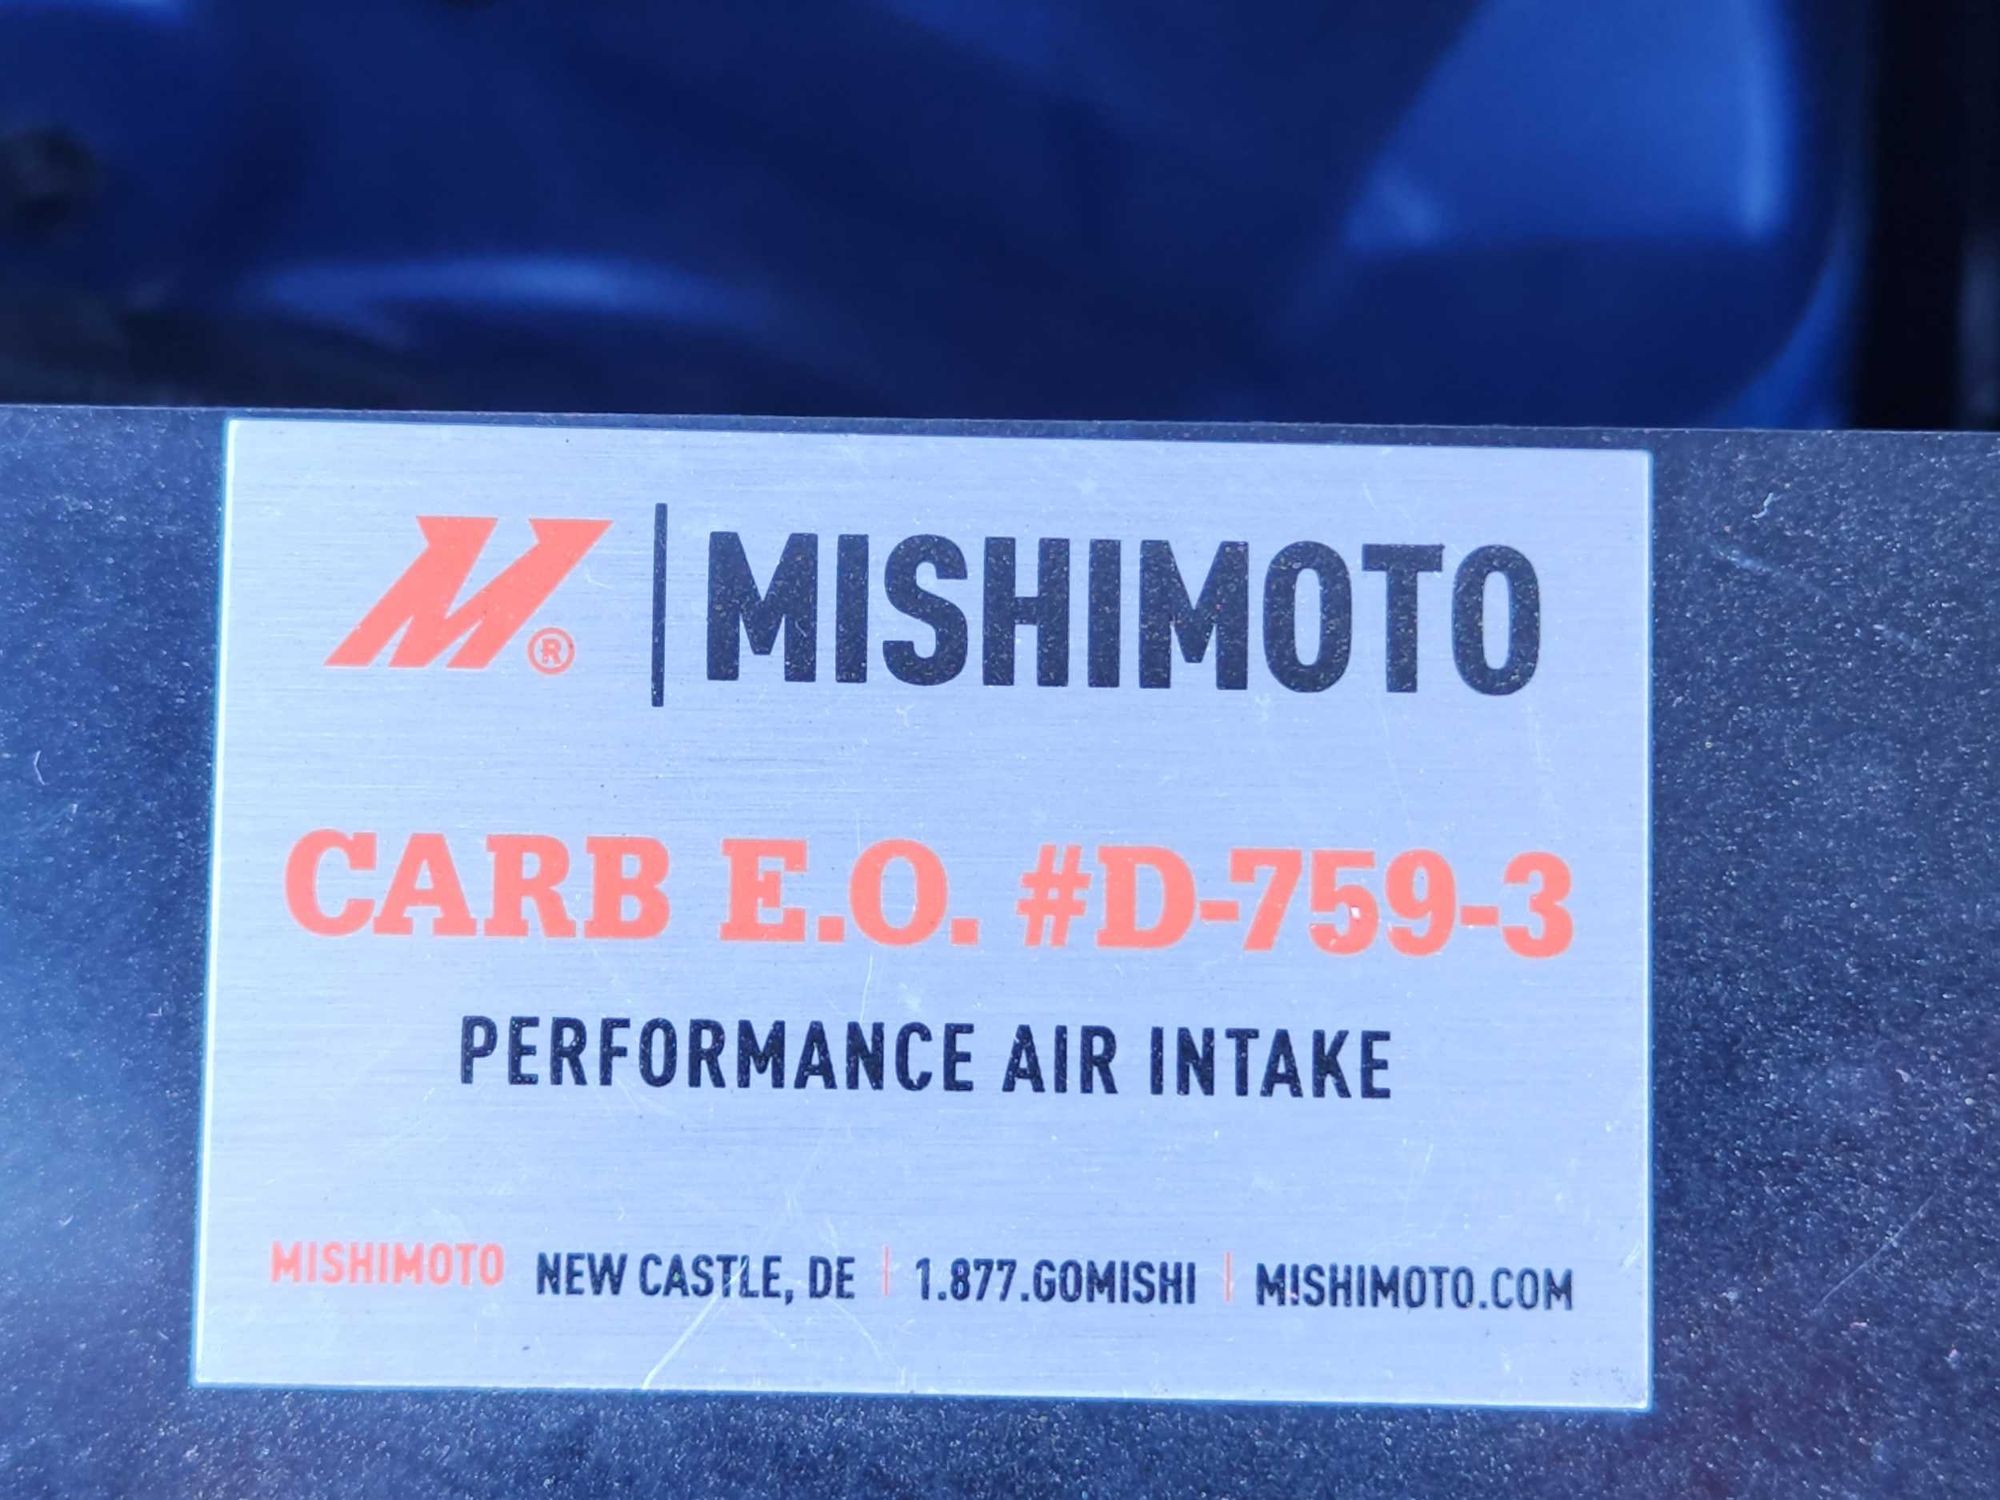 M® | MISHIMOTO
CARB E.O. #D-759-3
PERFORMANCE AIR INTAKE
MISHIMOTO NEW CASTLE, DE | 1.877.GOMISHI | MISHIMOTO.COM